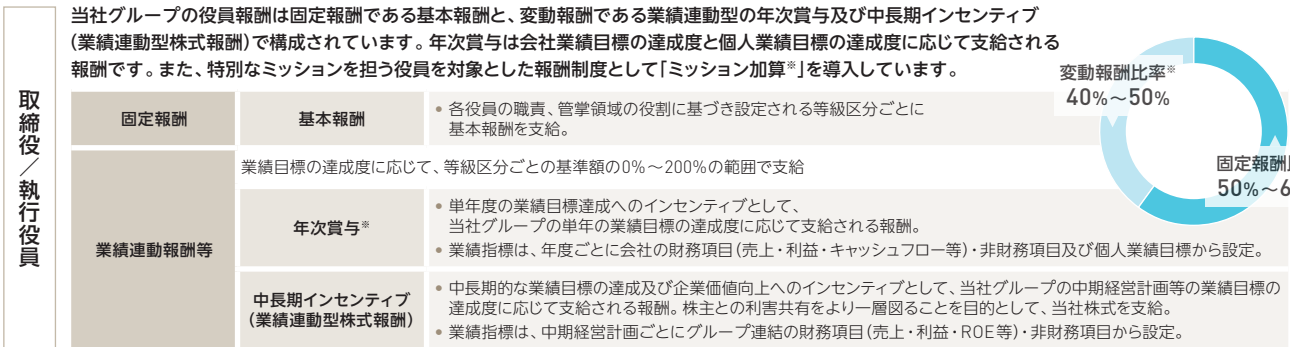 当社グループの役員報酬は固定報酬である基本報酬と、変動報酬である業績連動型の年次賞与及び中長期インセンティブ
(業績連動型株式報酬)で構成されています。年次賞与は会社業績目標の達成度と個人業績目標の達成度に応じて支給される
報酬です。また、特別なミッションを担う役員を対象とした報酬制度として「ミッション加算※」を導入しています。
取締役／執行役員
固定報酬
基本報酬
• 各役員の職責、管掌領域の役割に基づき設定される等級区分ごとに
基本報酬を支給。
業績連動報酬等
業績目標の達成度に応じて、等級区分ごとの基準額の0%～200%の範囲で支給
年次賞与※
• 単年度の業績目標達成へのインセンティブとして、
当社グループの単年の業績目標の達成度に応じて支給される報酬。
• 業績指標は、年度ごとに会社の財務項目(売上・利益・キャッシュフロー等)・非財務項目及び個人業績目標から設定。
中長期インセンティブ
(業績連動型株式報酬)
• 中長期的な業績目標の達成及び企業価値向上へのインセンティブとして、当社グループの中期経営計画等の業績目標の
達成度に応じて支給される報酬。株主との利害共有をより一層図ることを目的として、当社株式を支給。
• 業績指標は、中期経営計画ごとにグループ連結の財務項目(売上・利益・ROE等)・非財務項目から設定。
変動報酬比率※
40%～50%
固定報酬
50%～6